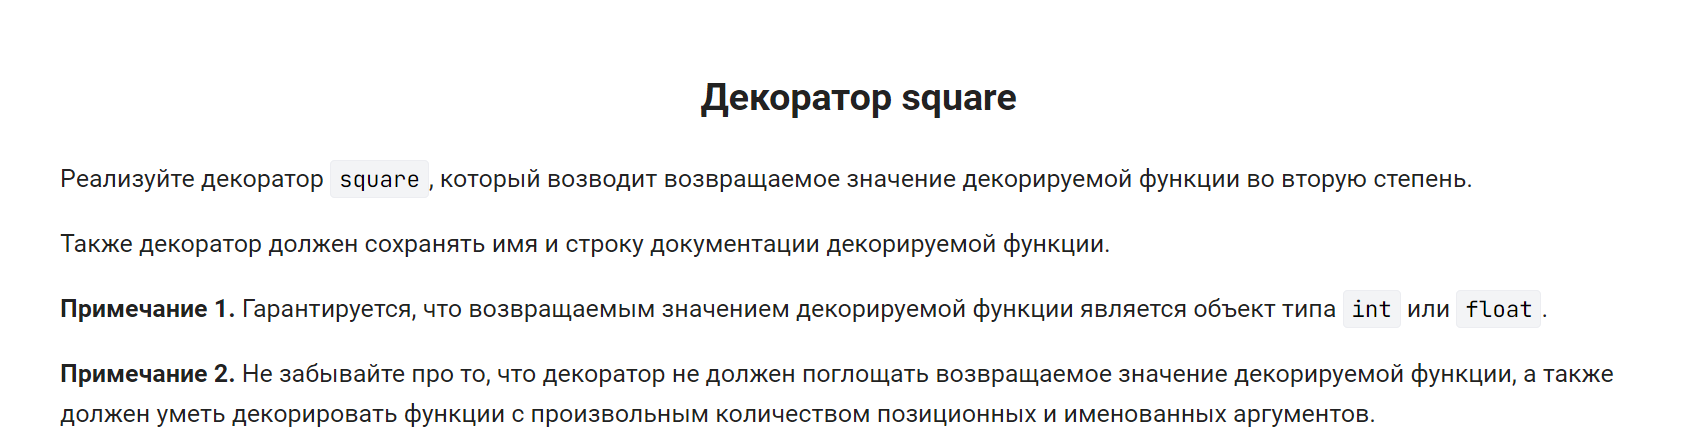 Декоратор square
Реализуйте декоратор square, который возводит возвращаемое значение декорируемой функции во вторую степень.
Также декоратор должен сохранять имя и строку документации декорируемой функции.
Примечание 1. Гарантируется, что возвращаемым значением декорируемой функции является объект типа int или float.
Примечание 2. Не забывайте про то, что декоратор не должен поглощать возвращаемое значение декорируемой функции, а также
должен уметь декорировать функции с произвольным количеством позиционных и именованных аргументов.